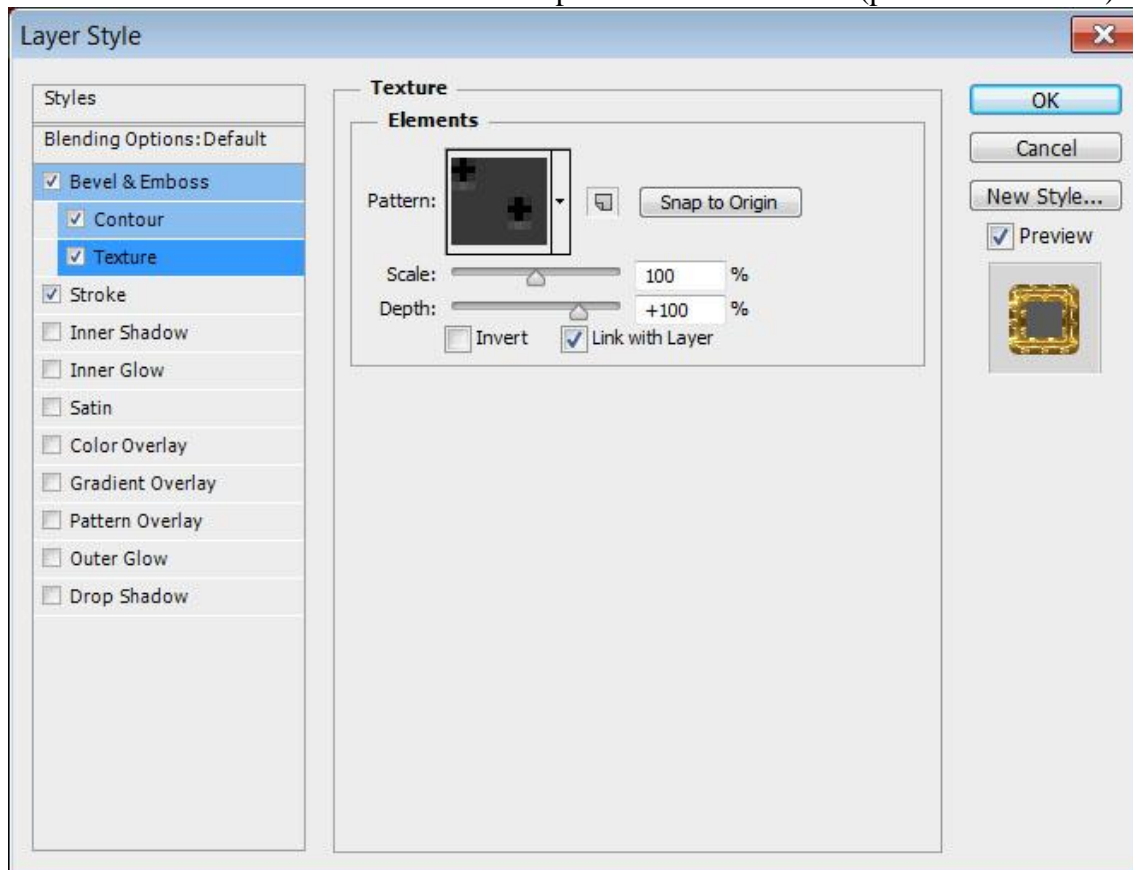 Layer Style
Styles
Blending Options: Default
Bevel & Emboss
Contour
Texture
Stroke
Inner Shadow
Inner Glow
Satin
Color Overlay
Gradient Overlay
Pattern Overlay
Outer Glow
Drop Shadow
Texture
Elements
Pattern:
Snap to Origin
Scale: 100 %
Depth: +100 %
Invert Link with Layer
OK
Cancel
New Style...
Preview